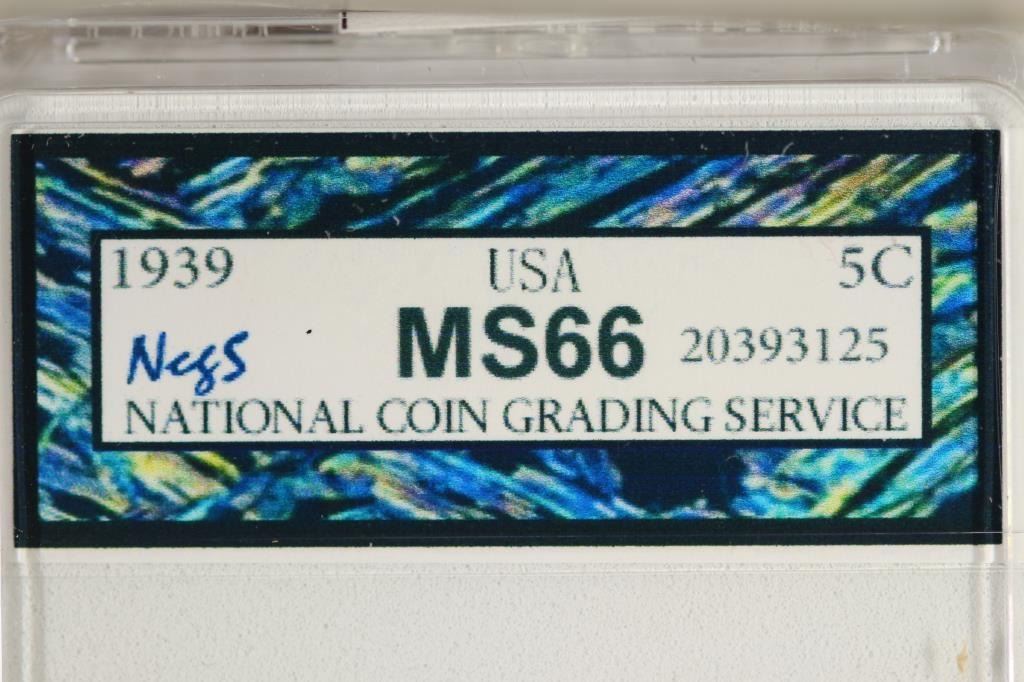 1939 USA 5C
NcgS MS66 20393125
NATIONAL COIN GRADING SERVICE